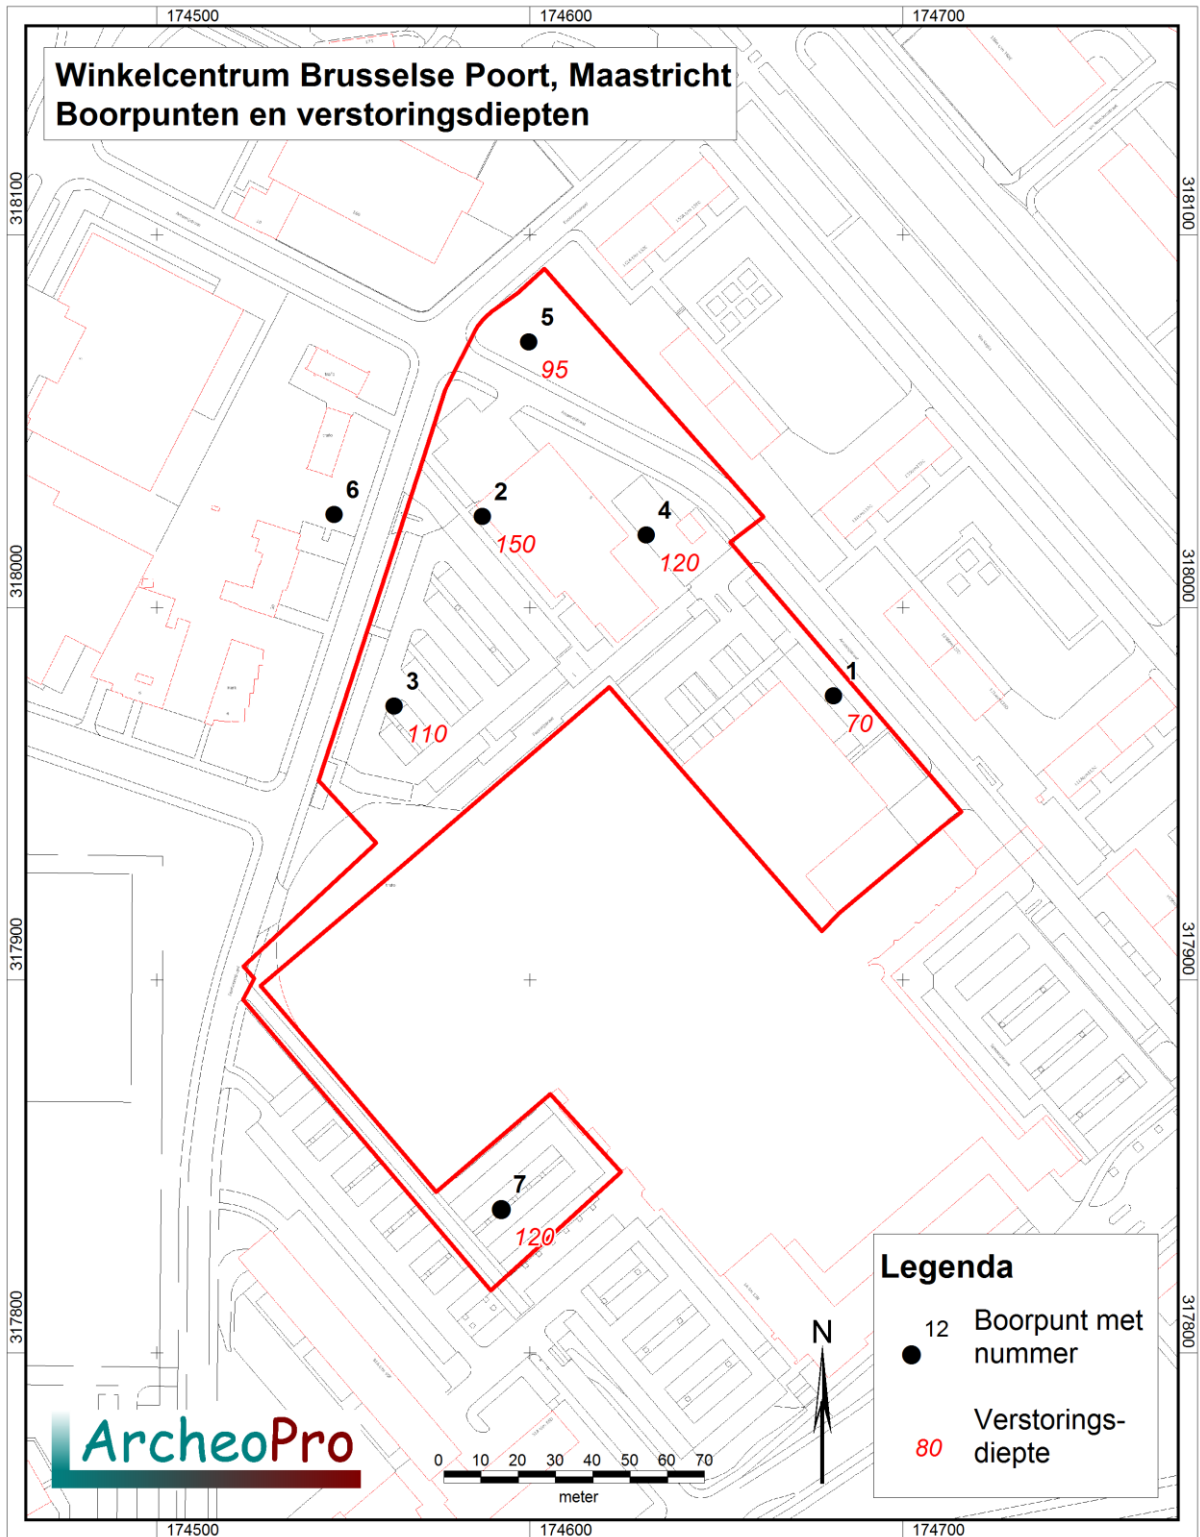 174500
174600
174700
Winkelcentrum Brusselse Poort, Maastricht
Boorpunten en verstoringsdiepten
318100
318100
5
95
6
2
150
4
120
318000
318000
3
110
1
70
317900
317900
7
120
Legenda
12
Boorpunt met
nummer
80
Verstorings-
diepte
N
317800
317800
ArcheoPro
0 10 20 30 40 50 60 70
meter
174500
174600
174700